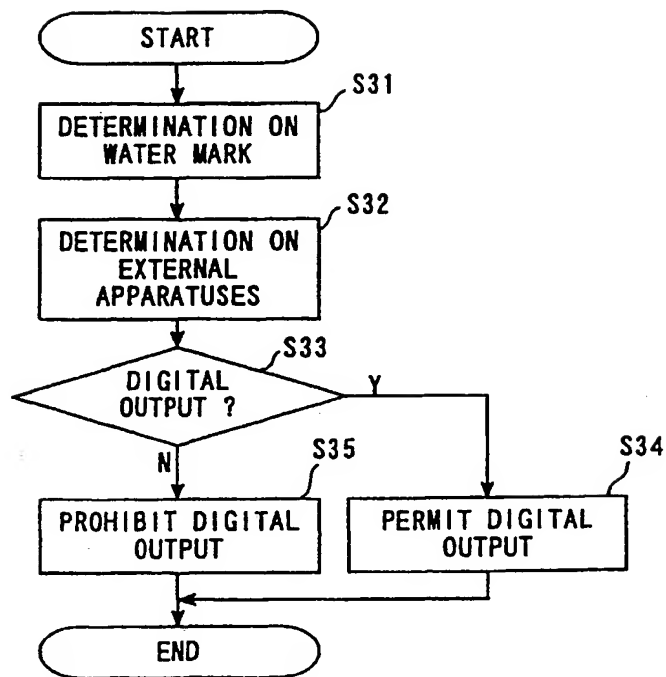 START
S31
DETERMINATION ON
WATER MARK
S32
DETERMINATION ON
EXTERNAL
APPARATUSES
S33
DIGITAL
OUTPUT ?
Y
N
S35
PROHIBIT DIGITAL
OUTPUT
S34
PERMIT DIGITAL
OUTPUT
END